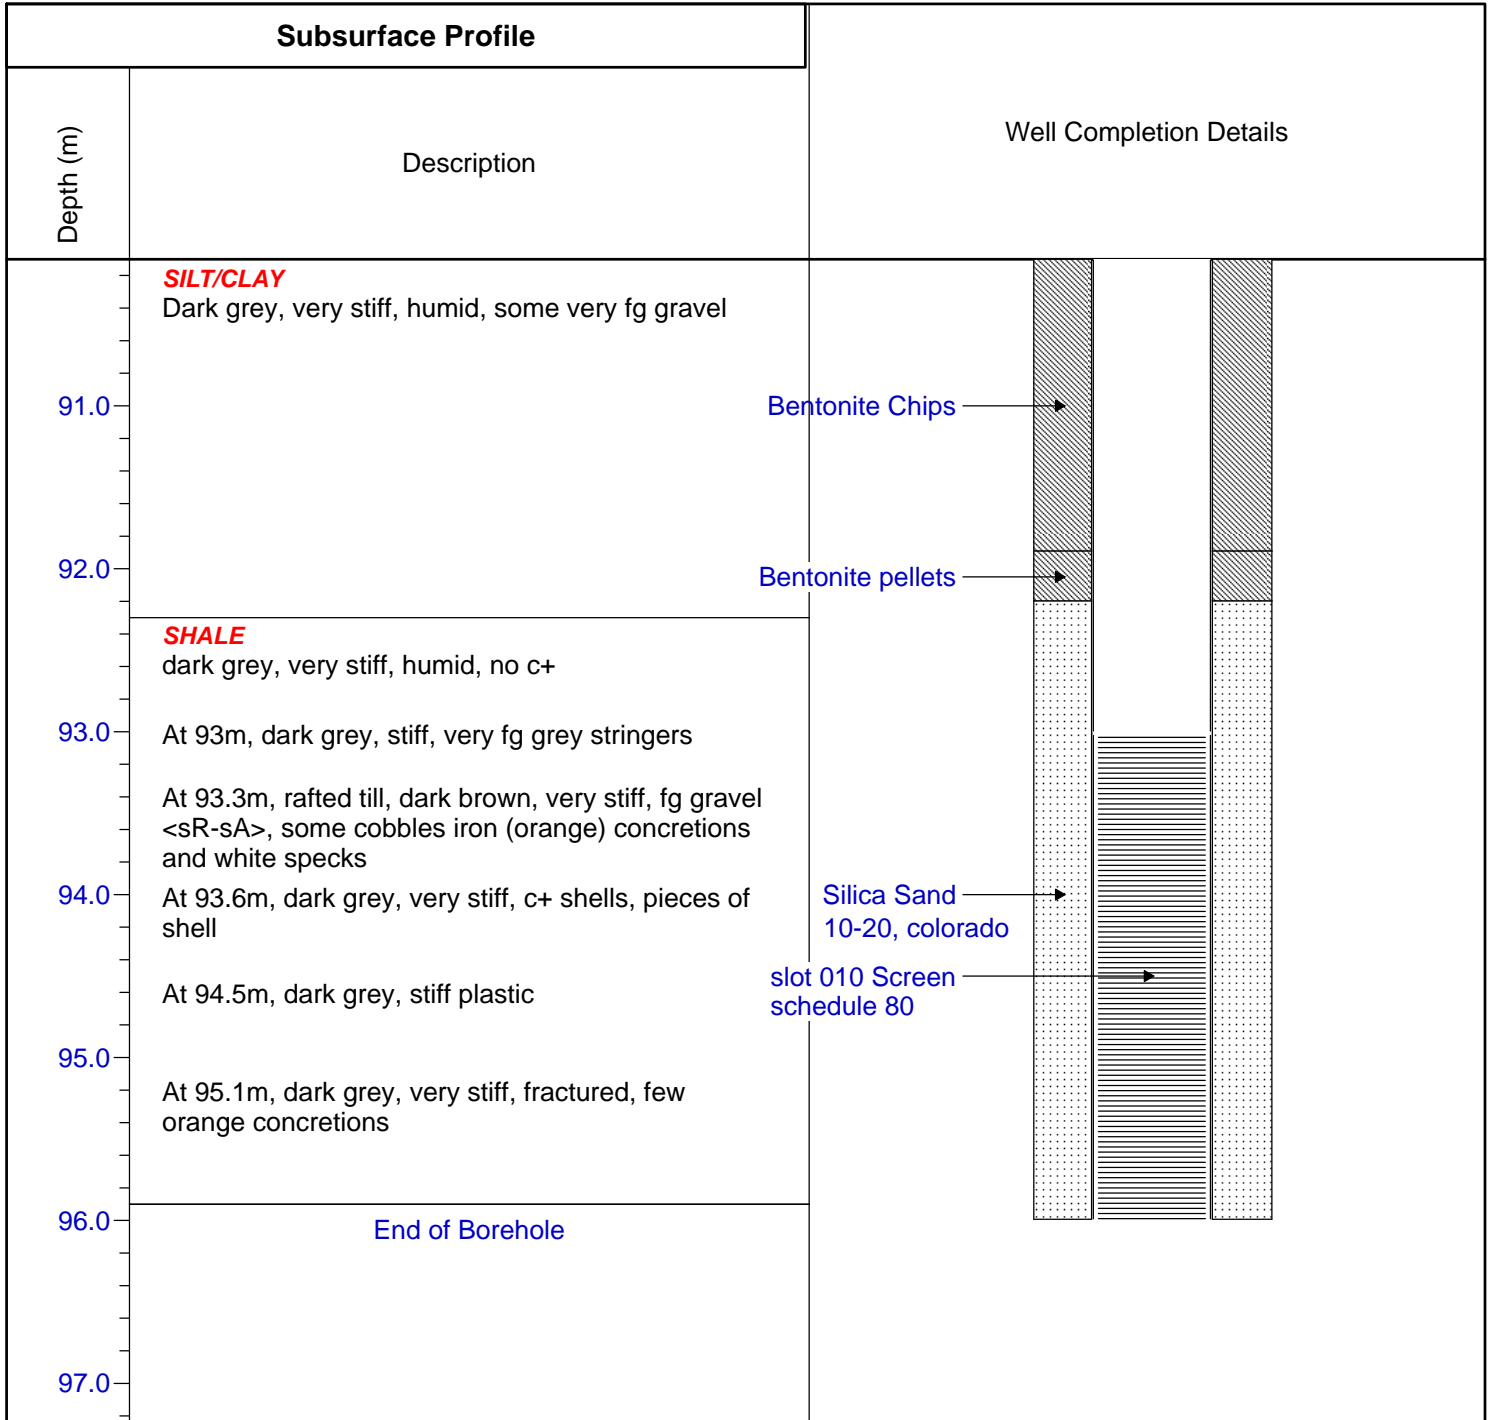 Subsurface Profile
Depth (m)
Description
Well Completion Details
SILT/CLAY
Dark grey, very stiff, humid, some very fg gravel
91.0
Bentonite Chips
92.0
Bentonite pellets
SHALE
dark grey, very stiff, humid, no c+
93.0
At 93m, dark grey, stiff, very fg grey stringers
At 93.3m, rafted till, dark brown, very stiff, fg gravel
<sR-sA>, some cobbles iron (orange) concretions
and white specks
94.0
At 93.6m, dark grey, very stiff, c+ shells, pieces of
shell
Silica Sand
10-20, colorado
slot 010 Screen
schedule 80
At 94.5m, dark grey, stiff plastic
95.0
At 95.1m, dark grey, very stiff, fractured, few
orange concretions
96.0
End of Borehole
97.0